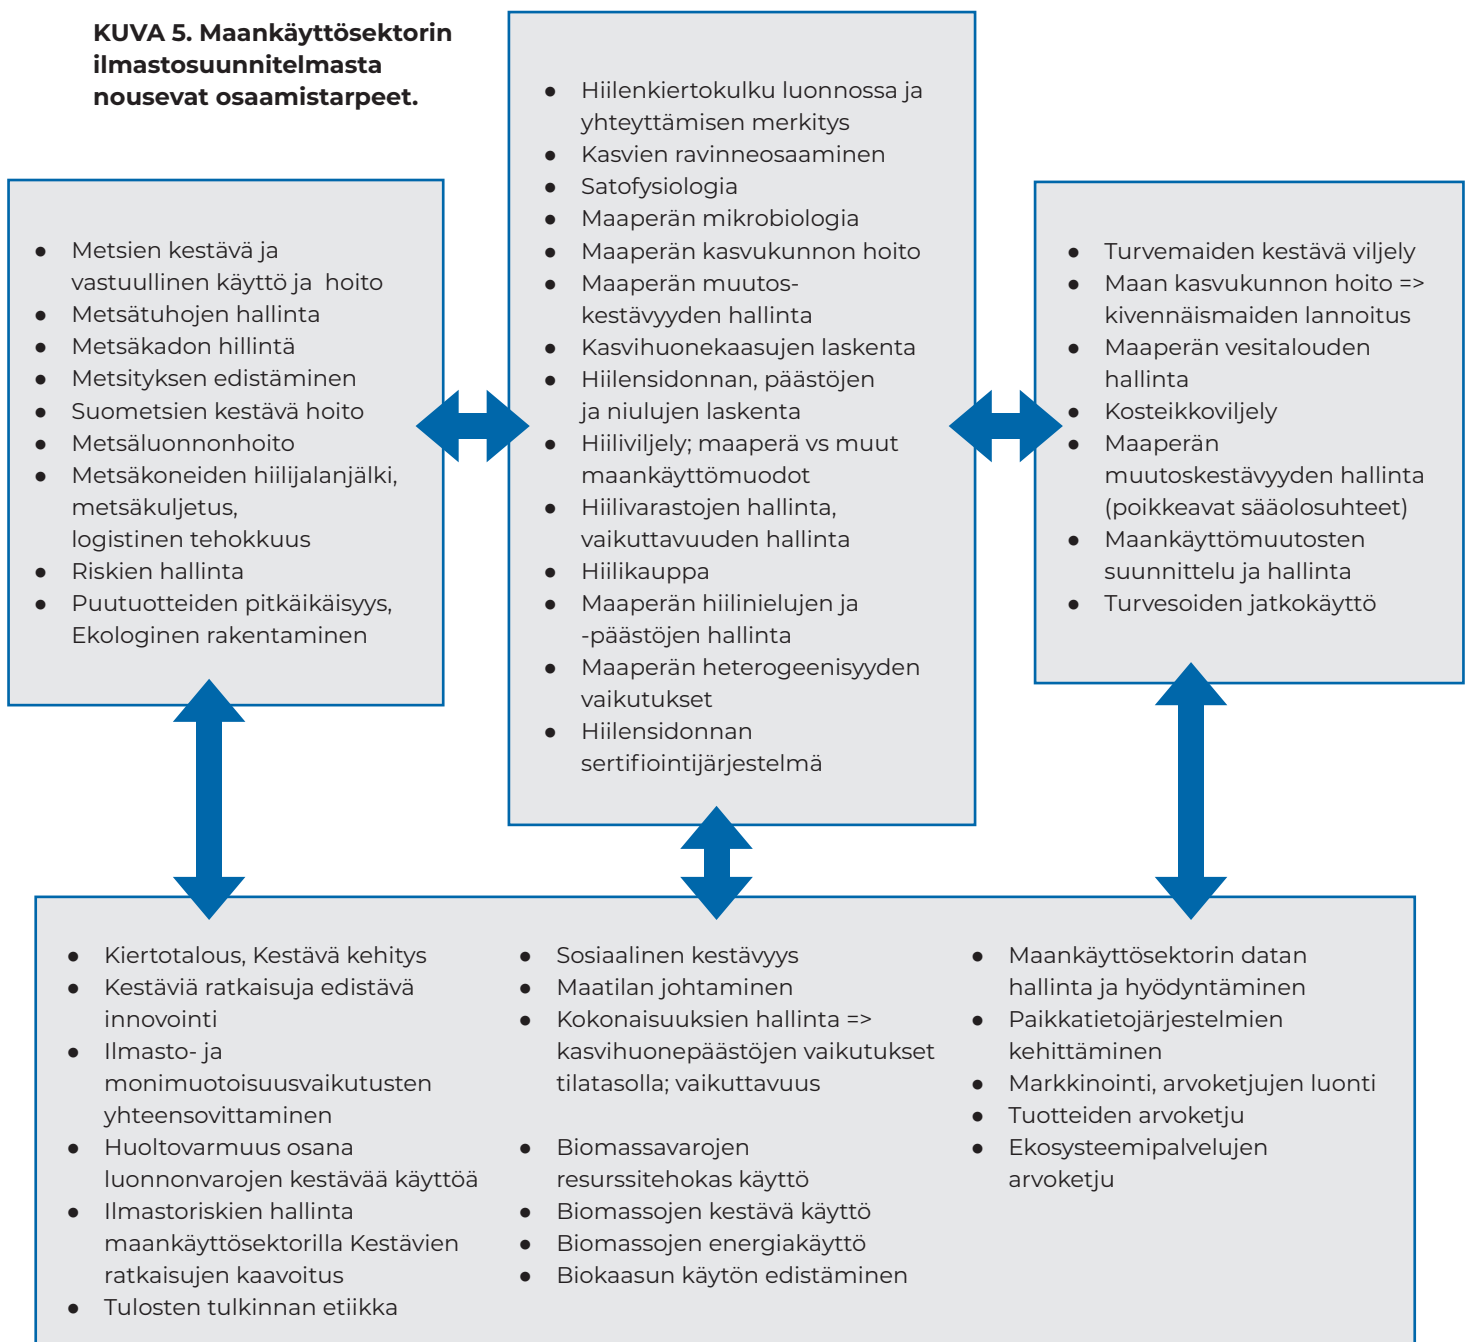 KUVA 5. Maankäyttösektorin
ilmastosuunnitelmasta
nousevat osaamistarpeet.
● Metsien kestävä ja
vastuullinen käyttö ja hoito
● Metsätuhojen hallinta
● Metsäkadon hillintä
● Metsityksen edistäminen
● Suometsien kestävä hoito
● Metsäluonnonhoito
● Metsäkoneiden hiilijalanjälki,
metsäkuljetus,
logistinen tehokkuus
● Riskien hallinta
● Puutuotteiden pitkäikäisyys,
Ekologinen rakentaminen
● Hiilenkiertokulku luonnossa ja
yhteyttämisen merkitys
● Kasvien ravinneosaaminen
● Satofysiologia
● Maaperän mikrobiologia
● Maaperän kasvukunnon hoito
● Maaperän muutos-
kestävyyden hallinta
● Kasvihuonekaasujen laskenta
● Hiilensidonnan, päästöjen
ja niulujen laskenta
● Hiiliviljely; maaperä vs muut
maankäyttömuodot
● Hiilivarastojen hallinta,
vaikuttavuuden hallinta
● Hiilikauppa
● Maaperän hiilinielujen ja
-päästöjen hallinta
● Maaperän heterogeenisyyden
vaikutukset
● Hiilensidonnan
sertifiointijärjestelmä
● Turvemaiden kestävä viljely
● Maan kasvukunnon hoito =>
kivennäismaiden lannoitus
● Maaperän vesitalouden
hallinta
● Kosteikkoviljely
● Maaperän
muutoskestävyyden hallinta
(poikkeavat sääolosuhteet)
● Maankäyttömuutosten
suunnittelu ja hallinta
● Turvesoiden jatkokäyttö
● Kiertotalous, Kestävä kehitys
● Kestäviä ratkaisuja edistävä
innovointi
● Ilmasto- ja
monimuotoisuusvaikutusten
yhteensovittaminen
● Huoltovarmuus osana
luonnonvarojen kestävää käyttöä
● Ilmastoriskien hallinta
maankäyttösektorilla Kestävien
ratkaisujen kaavoitus
● Tulosten tulkinnan etiikka
● Sosiaalinen kestävyys
● Maatilan johtaminen
● Kokonaisuuksien hallinta =>
kasvihuonepäästöjen vaikutukset
tilatasolla; vaikuttavuus
● Biomassavarojen
resurssitehokas käyttö
● Biomassojen kestävä käyttö
● Biomassojen energiakäyttö
● Biokaasun käytön edistäminen
● Maankäyttösektorin datan
hallinta ja hyödyntäminen
● Paikkatietojärjestelmien
kehittäminen
● Markkinointi, arvoketjujen luonti
● Tuotteiden arvoketju
● Ekosysteemipalvelujen
arvoketju